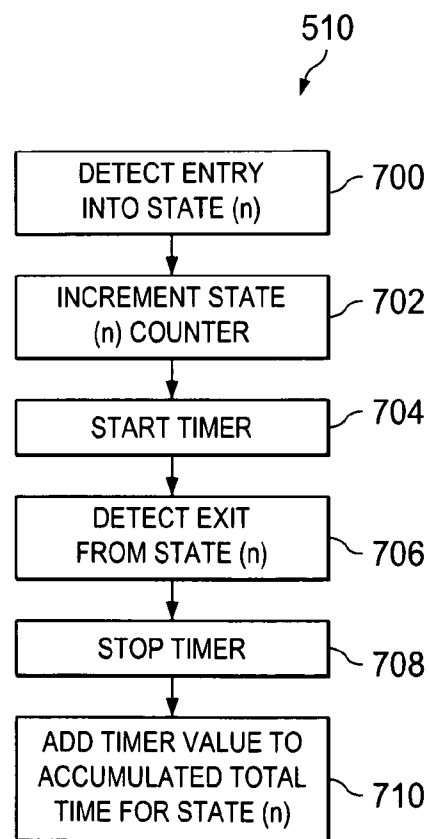 510
DETECT ENTRY
INTO STATE (n)
700
INCREMENT STATE
(n) COUNTER
702
START TIMER
704
DETECT EXIT
FROM STATE (n)
706
STOP TIMER
708
ADD TIMER VALUE TO
ACCUMULATED TOTAL
TIME FOR STATE (n)
710